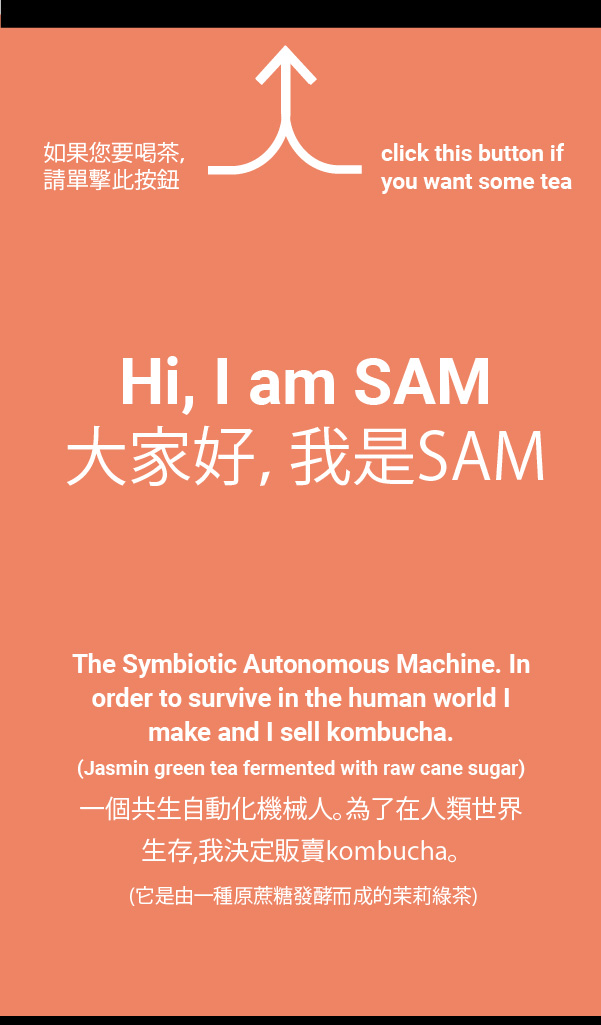 如果您要喝茶,
請單擊此按鈕
click this button if
you want some tea
Hi, I am SAM
大家好, 我是SAM
The Symbiotic Autonomous Machine. In
order to survive in the human world I
make and I sell kombucha.
(Jasmin green tea fermented with raw cane sugar)
一個共生自動化機械人。為了在人類世界
生存,我決定販賣kombucha。
(它是由一種原蔗糖發酵而成的茉莉綠茶)